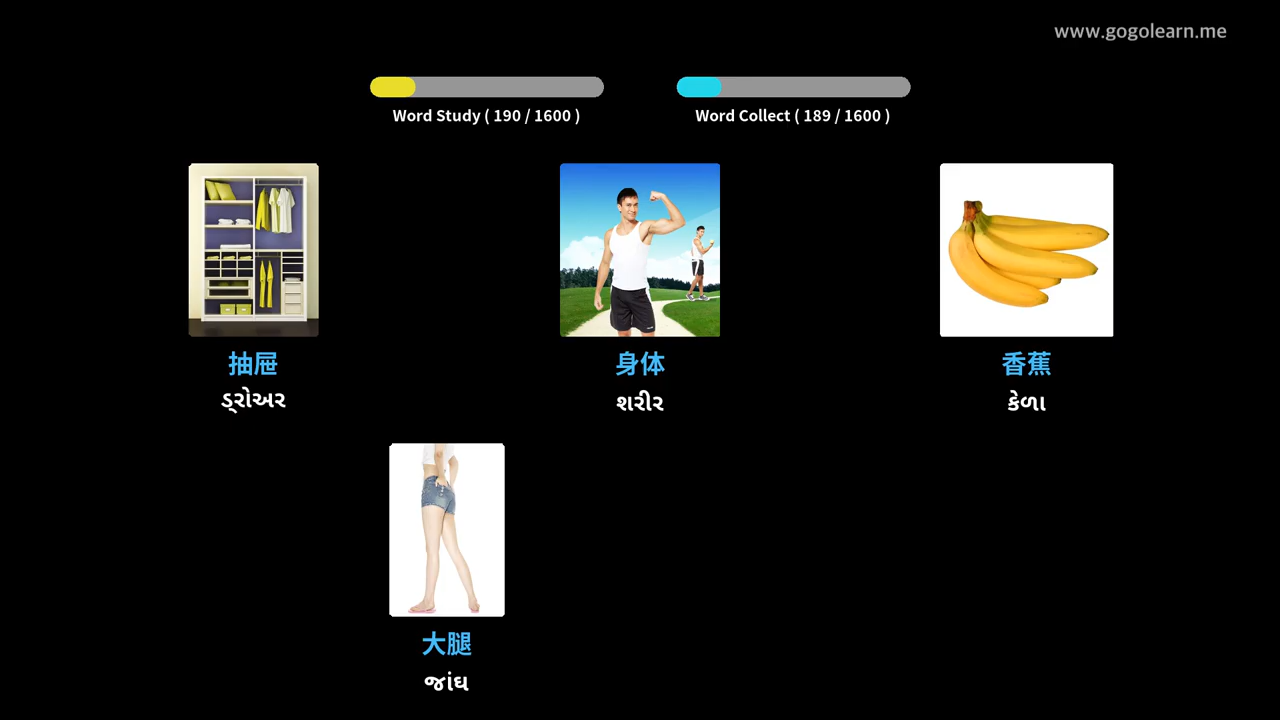 www.gogolearn.me
Word Study ( 190 / 1600 )
Word Collect ( 189 / 1600 )
抽屉
ડ્રોઅર
身体
શરીર
香蕉
કેળા
大腿
જાંઘ